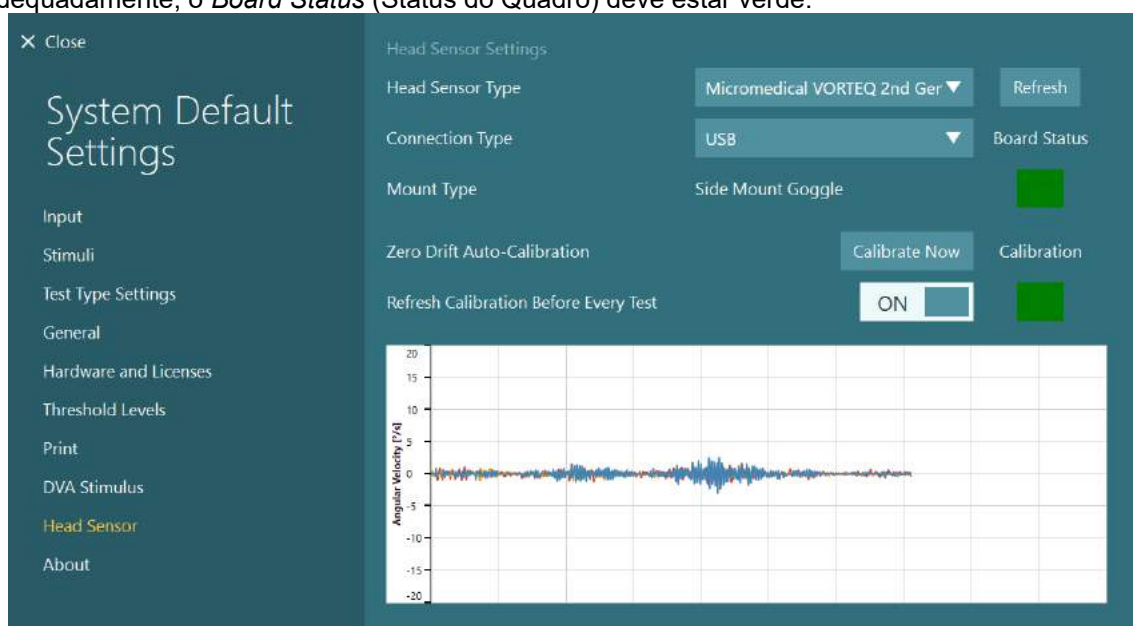 dequadamente, o Board Status (Status do Quadro) deve estar verde.
X Close
System Default
Settings
Input
Stimuli
Test Type Settings
General
Hardware and Licenses
Threshold Levels
Print
DVA Stimulus
Head Sensor
About
Head Sensor Settings
Head Sensor Type
Micromedical VORTEQ 2nd Ger
Refresh
Connection Type
USB
Board Status
Mount Type
Side Mount Goggle
Zero Drift Auto-Calibration
Calibrate Now
Calibration
Refresh Calibration Before Every Test
ON
Angular Velocity [°/s]
20
15
10
5
0
-5
-10
-15
-20